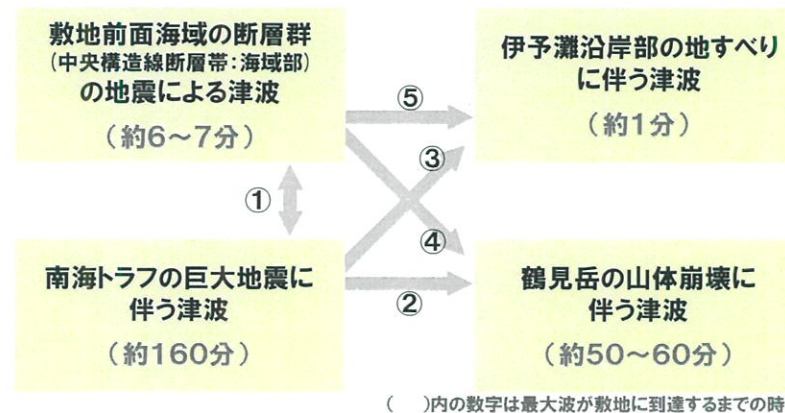 敷地前面海域の断層群
(中央構造線断層帯:海域部)
の地震による津波
(約6〜7分)
伊予灘沿岸部の地すべり
に伴う津波
(約1分)
⑤
③
①
④
②
南海トラフの巨大地震に
伴う津波
(約160分)
鶴見岳の山体崩壊に
伴う津波
(約50〜60分)
( )内の数字は最大波が敷地に到達するまでの時